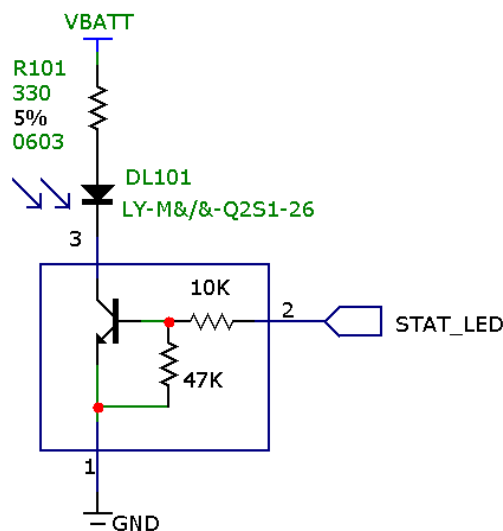 VBATT
R101
330
5%
0603
DL101
LY-M&/&-Q2S1-26
3
10K
2
STAT_LED
47K
1
GND